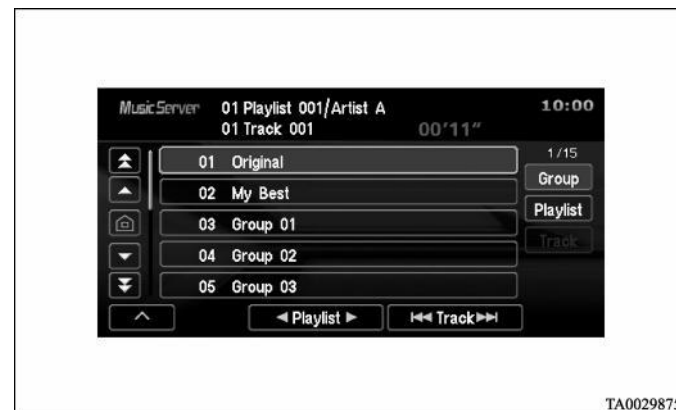 MusicServer 01 Playlist 001/Artist A 10:00
01 Track 001 00'11"
1/15
01 Original
Group
02 My Best
Playlist
03 Group 01
Track
04 Group 02
05 Group 03
◄ Playlist ► I◄◄ Track ►►I
TA0029875